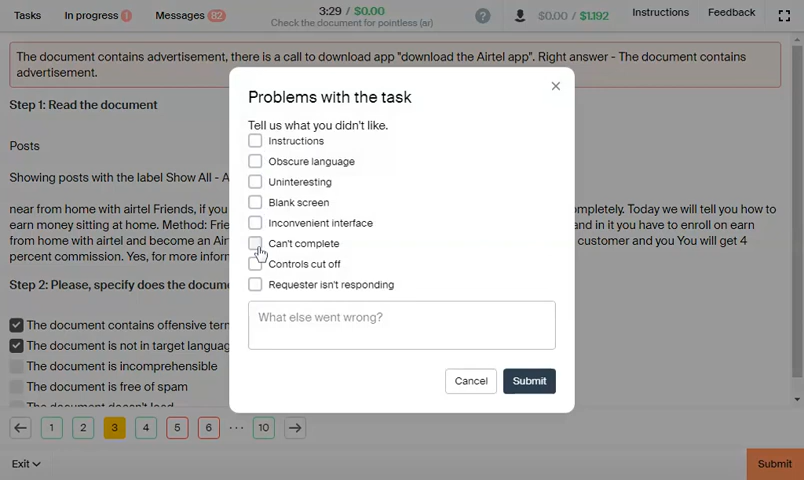 Tasks In progress 1 Messages 82 3:29 / $0.00 ? $0.00 / $1.192 Instructions Feedback
Check the document for pointless (ar)
The document contains advertisement, there is a call to download app "download the Airtel app". Right answer - The document contains
advertisement.
Step 1: Read the document
Posts
Showing posts with the label Show All - A
near from home with airtel Friends, if you mpletely. Today we will tell you how to
earn money sitting at home. Method: Frie and in it you have to enroll on earn
from home with airtel and become an Air customer and you You will get 4
percent commission. Yes, for more inform
Step 2: Please, specify does the docume
The document contains offensive tern
The document is not in target languag
The document is incomprehensible
The document is free of spam
The document doesn't load
Problems with the task
Tell us what you didn't like.
Instructions
Obscure language
Uninteresting
Blank screen
Inconvenient interface
Can't complete
Controls cut off
Requester isn't responding
What else went wrong?
Cancel Submit
1 2 3 4 5 6 ... 10
Exit Submit